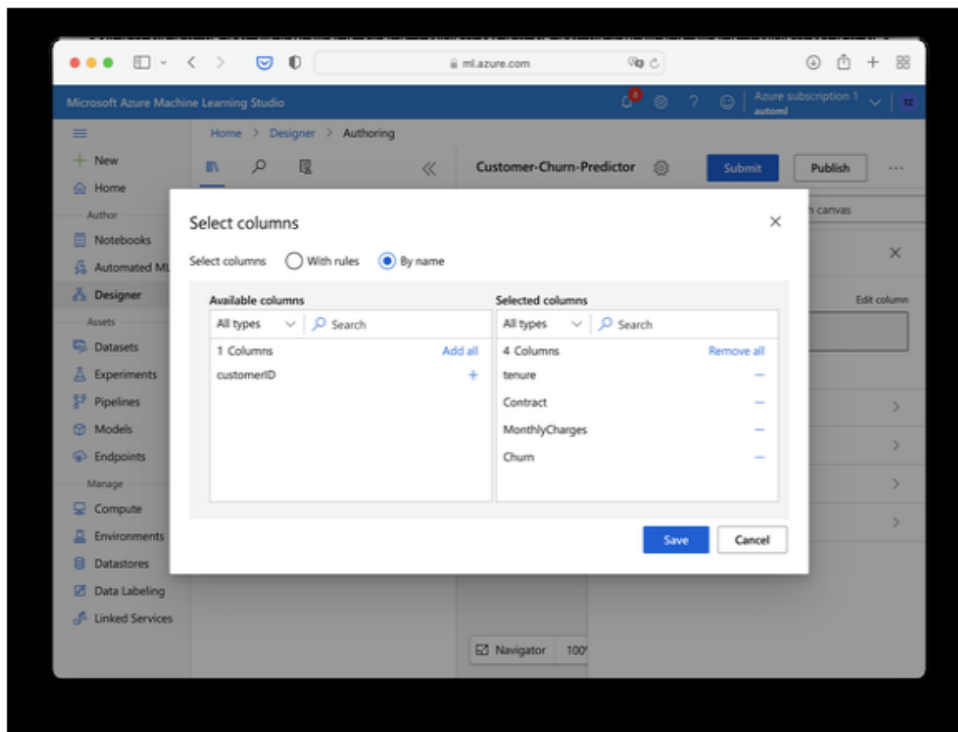 ml.azure.com
Microsoft Azure Machine Learning Studio
8
?
Azure subscription 1
automl
TZ
Home > Designer > Authoring
New
Home
Author
Notebooks
Automated ML
Designer
Assets
Datasets
Experiments
Pipelines
Models
Endpoints
Manage
Compute
Environments
Datastores
Data Labeling
Linked Services
Customer-Churn-Predictor
Submit
Publish
canvas
Edit column
Select columns
Select columns With rules By name
Available columns
All types Search
1 Columns Add all
customerID +
Selected columns
All types Search
4 Columns Remove all
tenure
Contract
MonthlyCharges
Churn
Save Cancel
Navigator